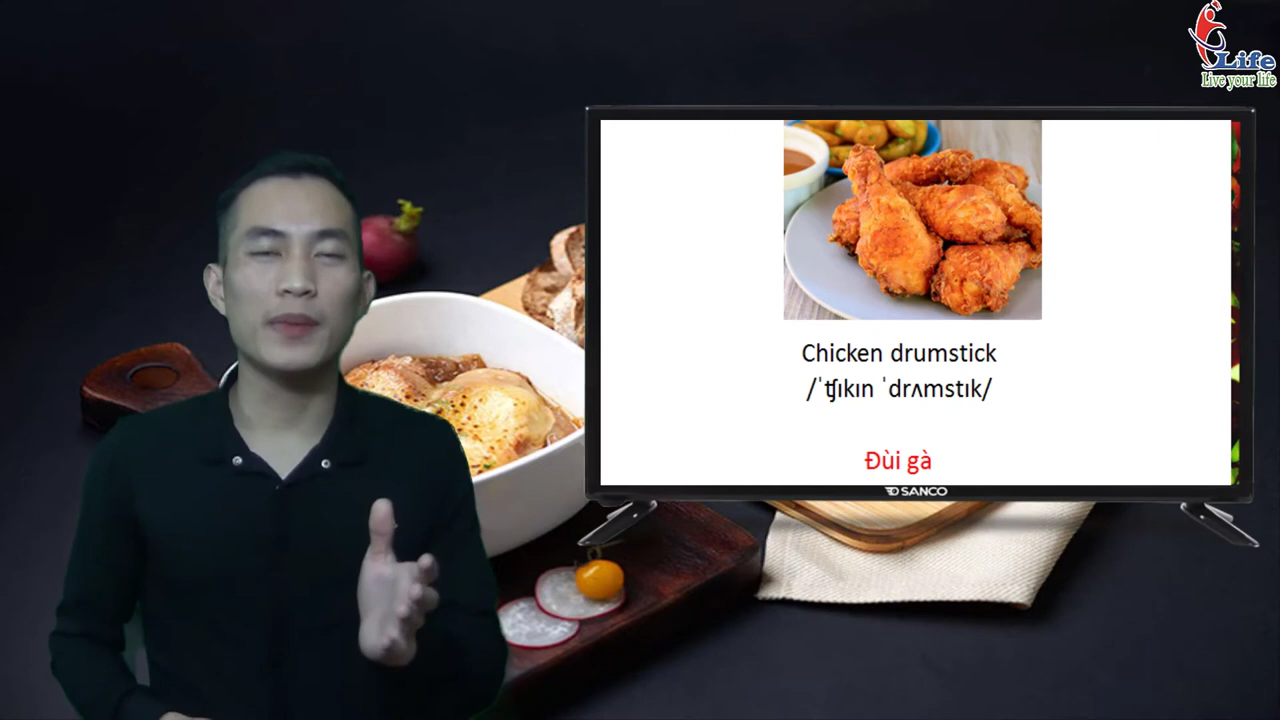 Life
Live your life
Chicken drumstick
/ˈʧɪkɪn ˈdrʌmstɪk/
Đùi gà
SANCO